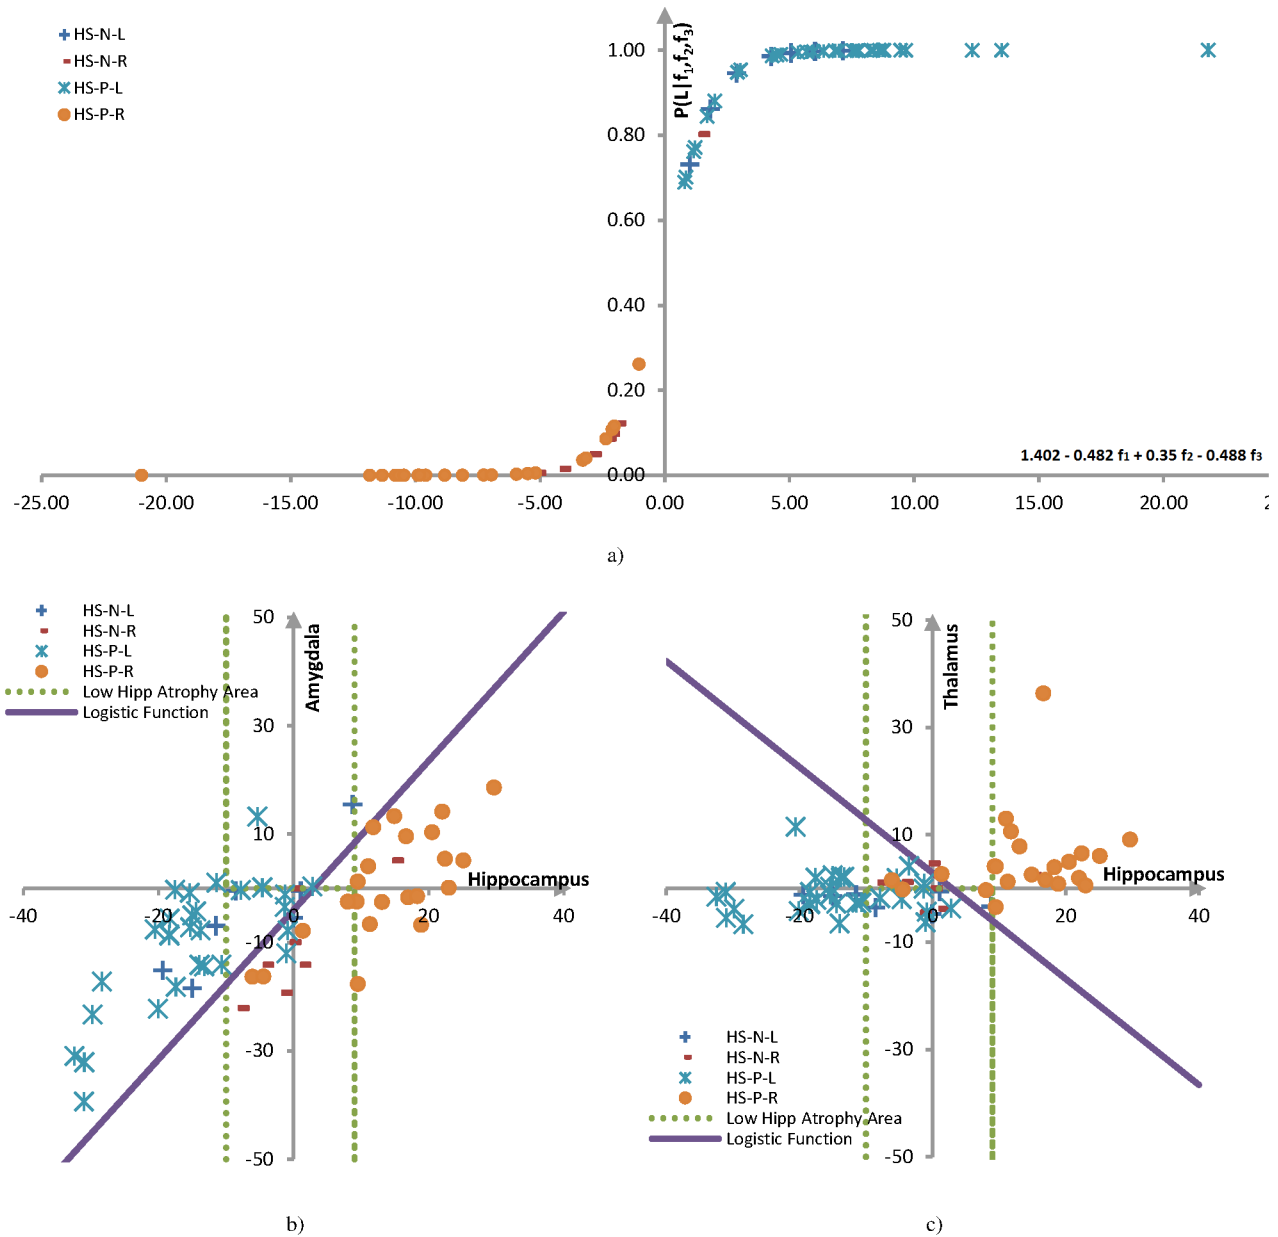 HS-N-L
HS-N-R
HS-P-L
HS-P-R
P(L|f1,f2,f3)
1.00
0.80
0.60
0.40
0.20
0.00
1.402 - 0.482 f1 + 0.35 f2 - 0.488 f3
-25.00 -20.00 -15.00 -10.00 -5.00 0.00 5.00 10.00 15.00 20.00 2
a)
HS-N-L
HS-N-R
HS-P-L
HS-P-R
Low Hipp Atrophy Area
Logistic Function
Amygdala
50
30
10
Hippocampus
-40 -20 0 20 40
-10
-30
-50
b)
Thalamus
50
30
10
Hippocampus
-40 -20 0 20 40
-10
-30
-50
HS-N-L
HS-N-R
HS-P-L
HS-P-R
Low Hipp Atrophy Area
Logistic Function
c)